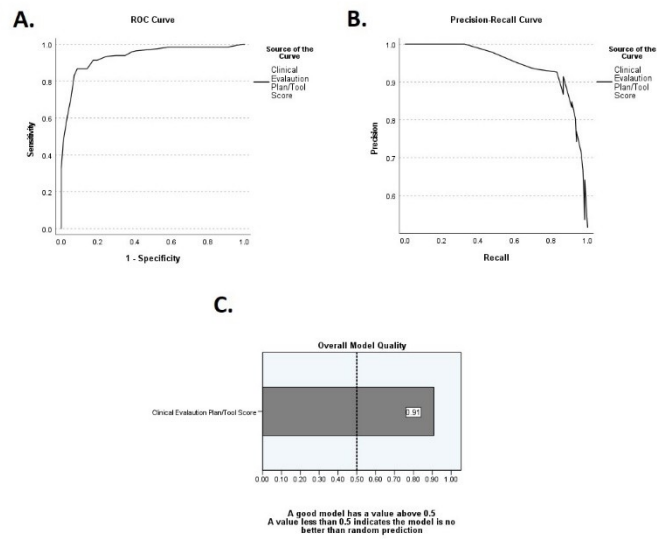 A.
ROC Curve
Sensitivity
1.0
0.8
0.6
0.4
0.2
0.0
0.0 0.2 0.4 0.6 0.8 1.0
1 - Specificity
Source of the
Curve
Clinical
Evalaution
Plan/Tool
Score
B.
Precision-Recall Curve
Precision
1.0
0.9
0.8
0.7
0.6
0.0 0.2 0.4 0.6 0.8 1.0
Recall
Source of the
Curve
Clinical
Evalaution
Plan/Tool
Score
C.
Overall Model Quality
Clinical Evalaution Plan/Tool Score
0.91
0.00 0.10 0.20 0.30 0.40 0.50 0.60 0.70 0.80 0.90 1.00
A good model has a value above 0.5
A value less than 0.5 indicates the model is no
better than random prediction